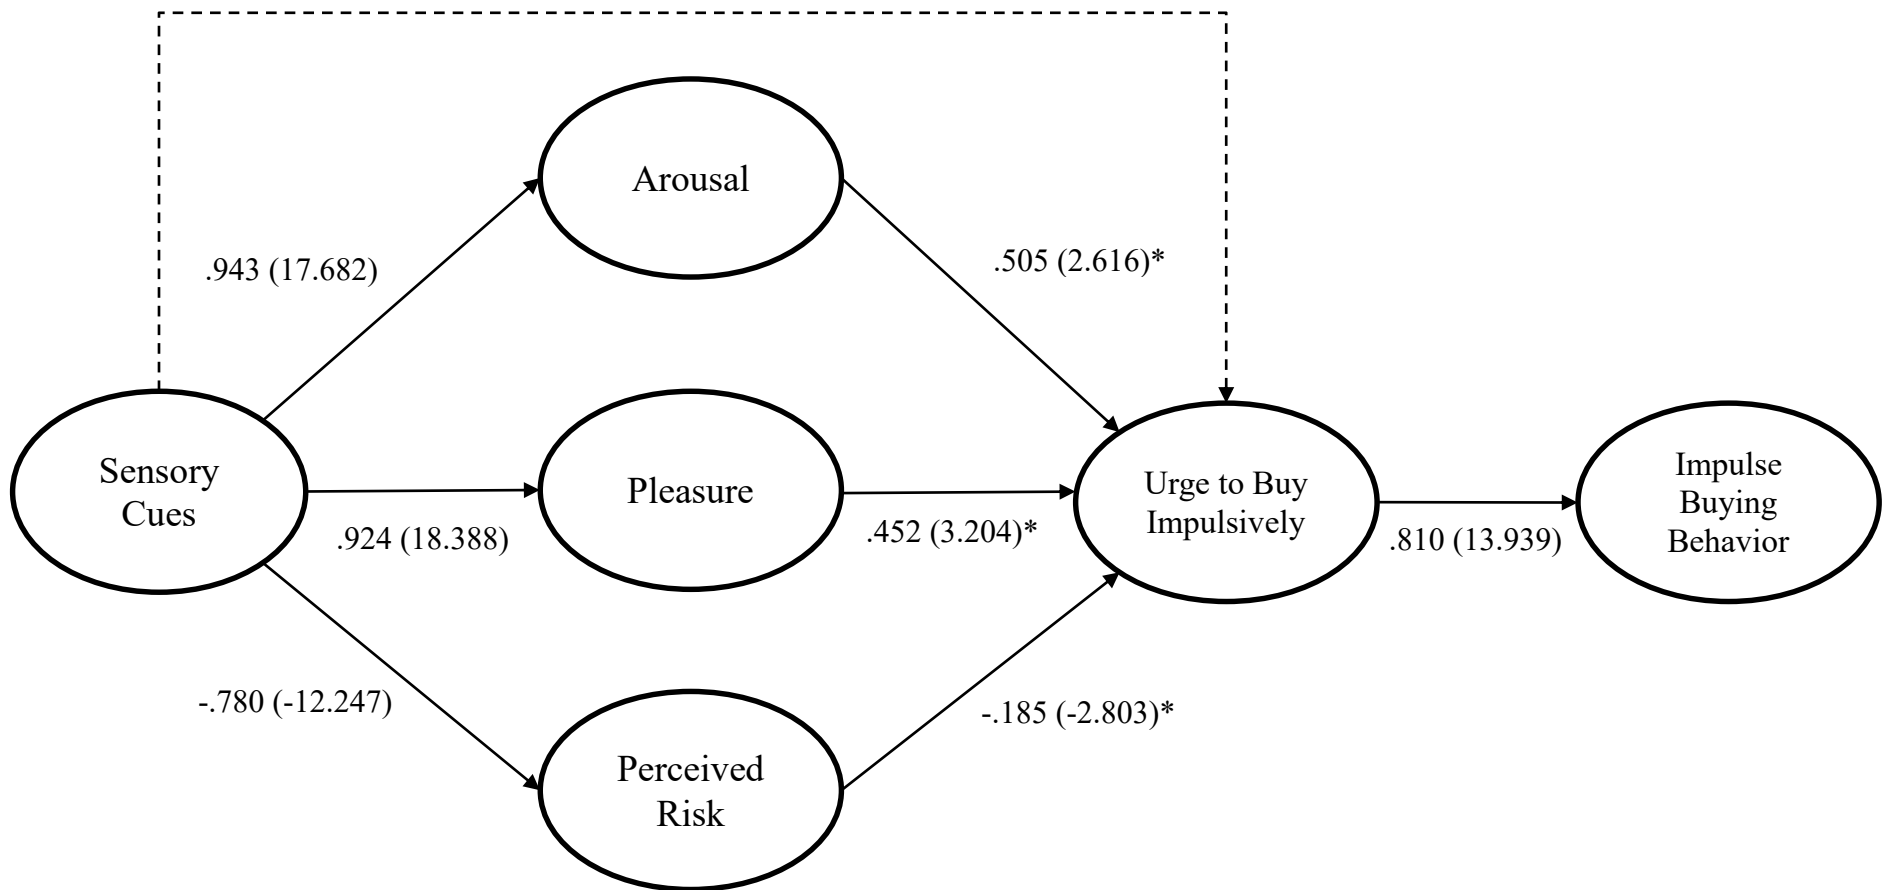 Arousal
.943 (17.682)
.505 (2.616)*
Sensory
Cues
Pleasure
.924 (18.388)
.452 (3.204)*
Urge to Buy
Impulsively
.810 (13.939)
Impulse
Buying
Behavior
-.780 (-12.247)
-.185 (-2.803)*
Perceived
Risk